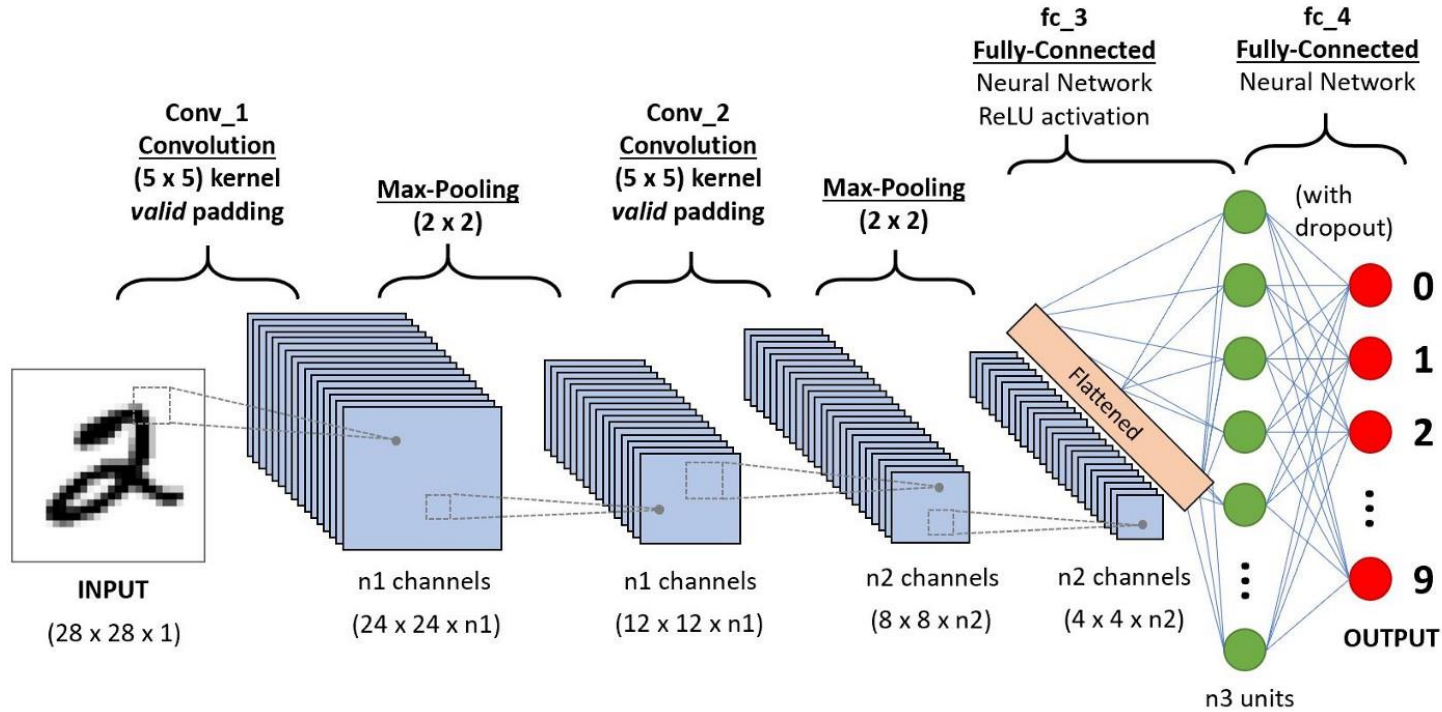 Conv_1
Convolution
(5 x 5) kernel
valid padding
Max-Pooling
(2 x 2)
Conv_2
Convolution
(5 x 5) kernel
valid padding
Max-Pooling
(2 x 2)
fc_3
Fully-Connected
Neural Network
ReLU activation
fc_4
Fully-Connected
Neural Network
(with
dropout)
Flattened
0
1
2
9
OUTPUT
2
INPUT
(28 x 28 x 1)
n1 channels
(24 x 24 x n1)
n1 channels
(12 x 12 x n1)
n2 channels
(8 x 8 x n2)
n2 channels
(4 x 4 x n2)
n3 units